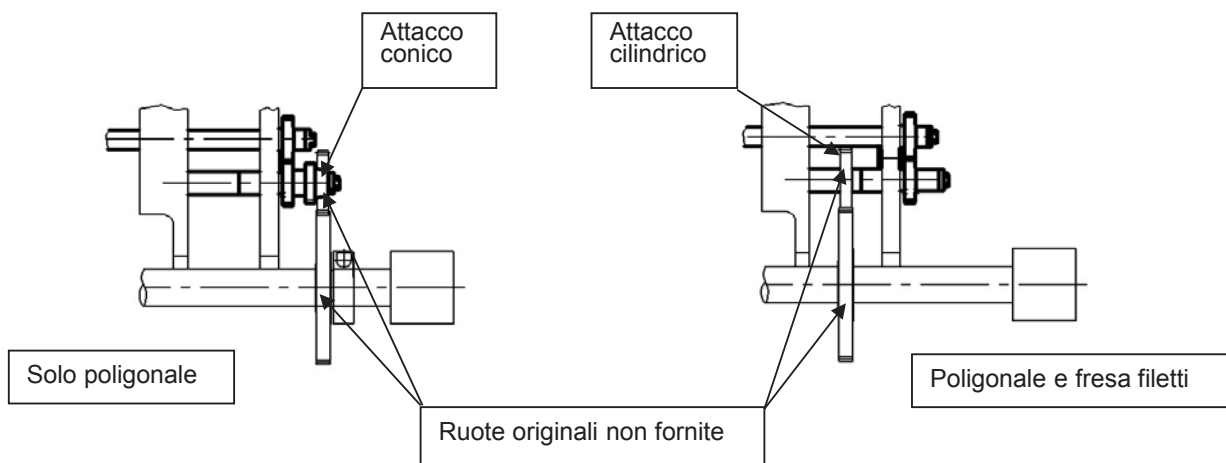 Attacco
conico
Attacco
cilindrico
Solo poligonale
Poligonale e fresa filetti
Ruote originali non fornite